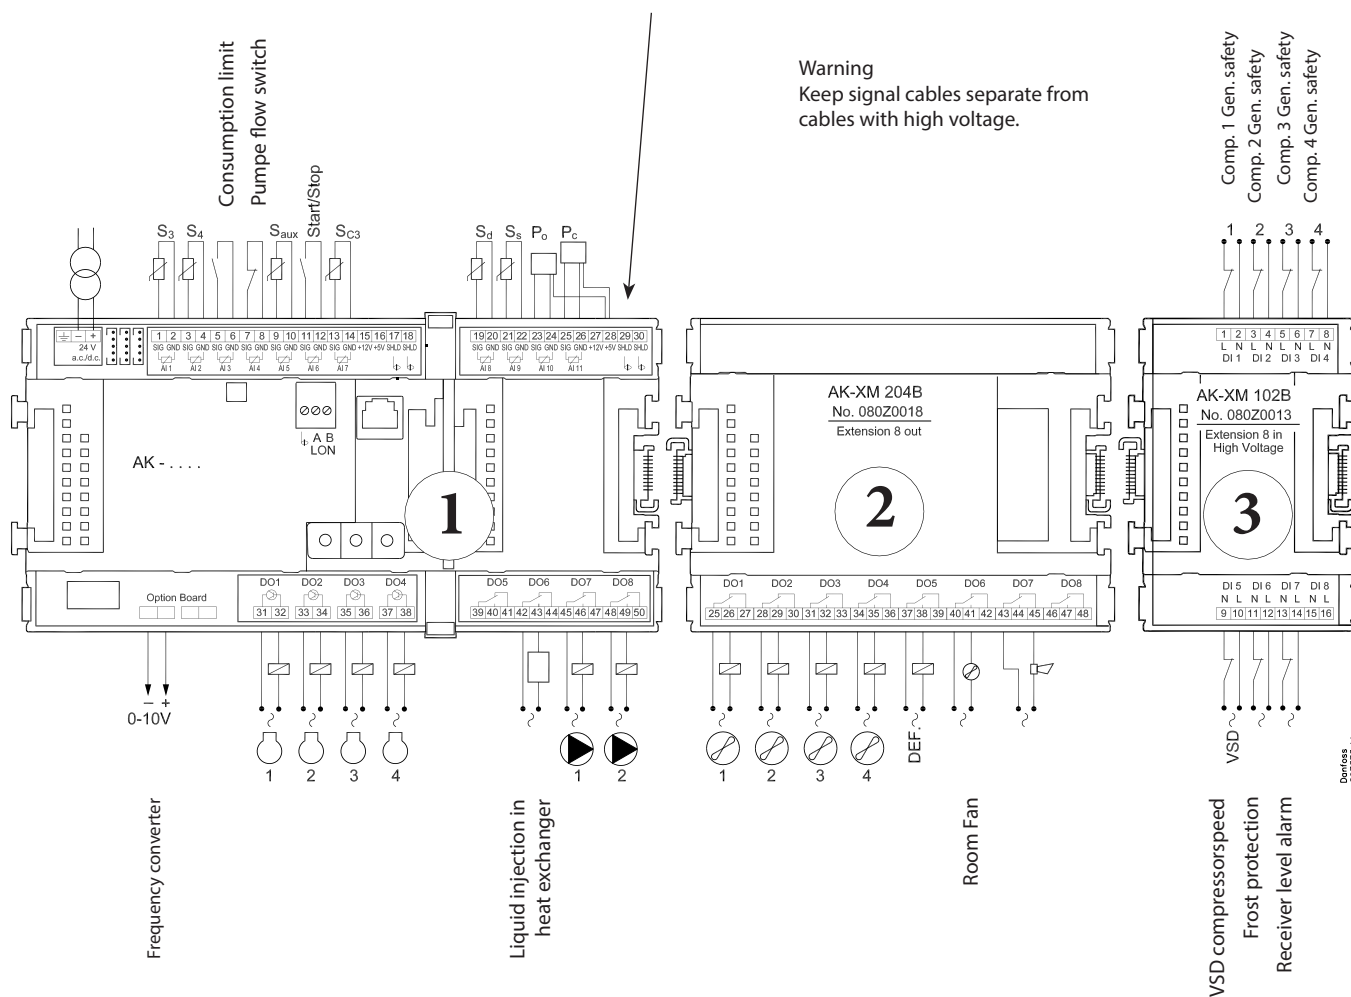 Consumption limit
Pumpe flow switch
Warning
Keep signal cables separate from
cables with high voltage.
Comp. 1 Gen. safety
Comp. 2 Gen. safety
Comp. 3 Gen. safety
Comp. 4 Gen. safety
S3 S4 Saux Start/Stop SC3
Sd Ss Po Pc
1 2 3 4
– +
24 V
a.c./d.c.
1 2 3 4 5 6 7 8 9 10 11 12 13 14 15 16 17 18
SIG GND SIG GND SIG GND SIG GND SIG GND SIG GND SIG GND +12V +5V SHLD SHLD
AI 1 AI 2 AI 3 AI 4 AI 5 AI 6 AI 7
19 20 21 22 23 24 25 26 27 28 29 30
SIG GND SIG GND SIG GND SIG GND +12V +5V SHLD SHLD
AI 8 AI 9 AI 10 AI 11
1 2 3 4 5 6 7 8
L N L N L N L N
DI 1 DI 2 DI 3 DI 4
A B
LON
AK - . . . .
1
AK-XM 204B
No. 080Z0018
Extension 8 out
2
AK-XM 102B
No. 080Z0013
Extension 8 in
High Voltage
3
Option Board
DO1 DO2 DO3 DO4
31 32 33 34 35 36 37 38
DO5 DO6 DO7 DO8
39 40 41 42 43 44 45 46 47 48 49 50
DO1 DO2 DO3 DO4 DO5 DO6 DO7 DO8
25 26 27 28 29 30 31 32 33 34 35 36 37 38 39 40 41 42 43 44 45 46 47 48
DI 5 DI 6 DI 7 DI 8
N L N L N L N L
9 10 11 12 13 14 15 16
– +
0-10V
1 2 3 4
1 2
1 2 3 4
DEF.
VSD
Danfoss
Frequency converter
Liquid injection in
heat exchanger
Room Fan
VSD compressorspeed
Frost protection
Receiver level alarm